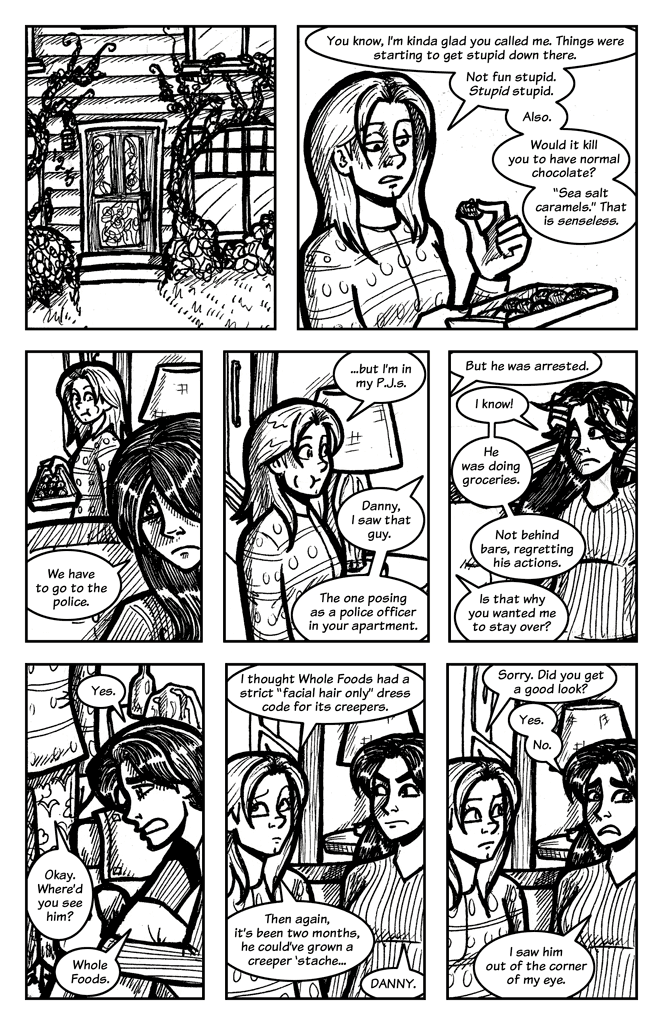 You know, I'm kinda glad you called me. Things were
starting to get stupid down there.
Not fun stupid.
Stupid stupid.
Also.
Would it kill
you to have normal
chocolate?
"Sea salt
caramels." That
is senseless.
We have
to go to the
police.
...but I'm in
my P.J.s.
Danny,
I saw that
guy.
The one posing
as a police officer
in your apartment.
But he was arrested.
I know!
He
was doing
groceries.
Not behind
bars, regretting
his actions.
Is that why
you wanted me
to stay over?
Yes.
Okay.
Where'd
you see
him?
Whole
Foods.
I thought Whole Foods had a
strict "facial hair only" dress
code for its creepers.
Then again,
it's been two months,
he could've grown a
creeper 'stache...
DANNY.
Sorry. Did you get
a good look?
Yes.
No.
I saw him
out of the corner
of my eye.